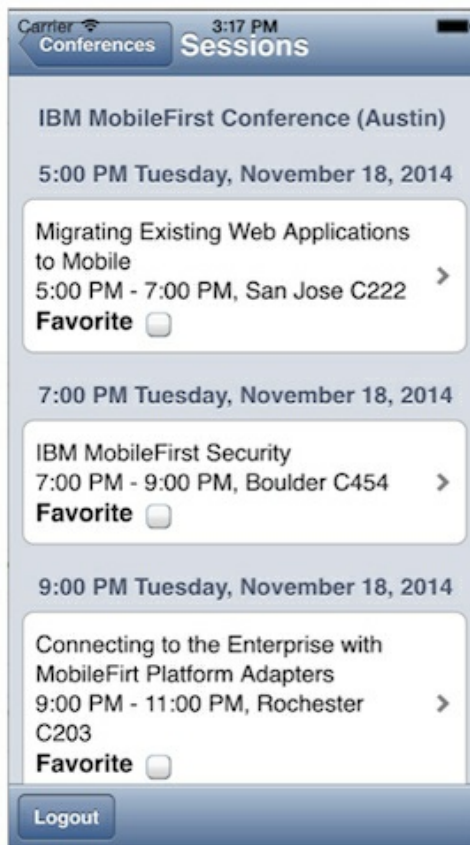 Carrier 3:17 PM
Conferences Sessions
IBM MobileFirst Conference (Austin)
5:00 PM Tuesday, November 18, 2014
Migrating Existing Web Applications
to Mobile
5:00 PM - 7:00 PM, San Jose C222
Favorite
7:00 PM Tuesday, November 18, 2014
IBM MobileFirst Security
7:00 PM - 9:00 PM, Boulder C454
Favorite
9:00 PM Tuesday, November 18, 2014
Connecting to the Enterprise with
MobileFirt Platform Adapters
9:00 PM - 11:00 PM, Rochester
C203
Favorite
Logout